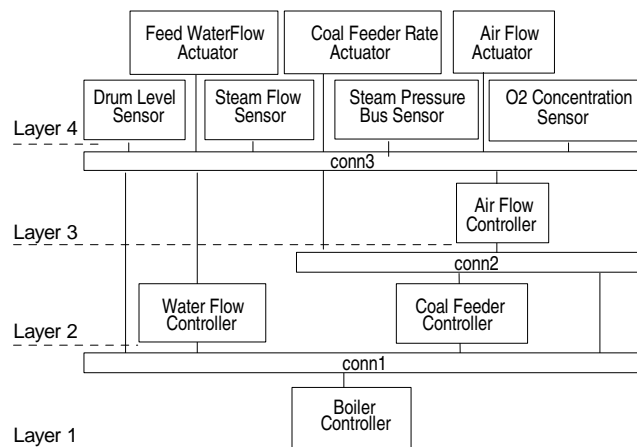 Feed WaterFlow
Actuator
Coal Feeder Rate
Actuator
Air Flow
Actuator
Drum Level
Sensor
Steam Flow
Sensor
Steam Pressure
Bus Sensor
O2 Concentration
Sensor
Layer 4
conn3
Air Flow
Controller
Layer 3
conn2
Water Flow
Controller
Coal Feeder
Controller
Layer 2
conn1
Boiler
Controller
Layer 1